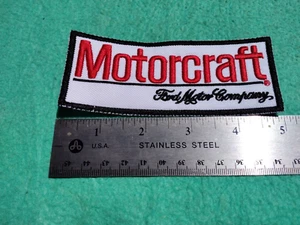 Motorcraft®
Ford Motor Company
1 2 3 4 5
U.S.A. STAINLESS STEEL